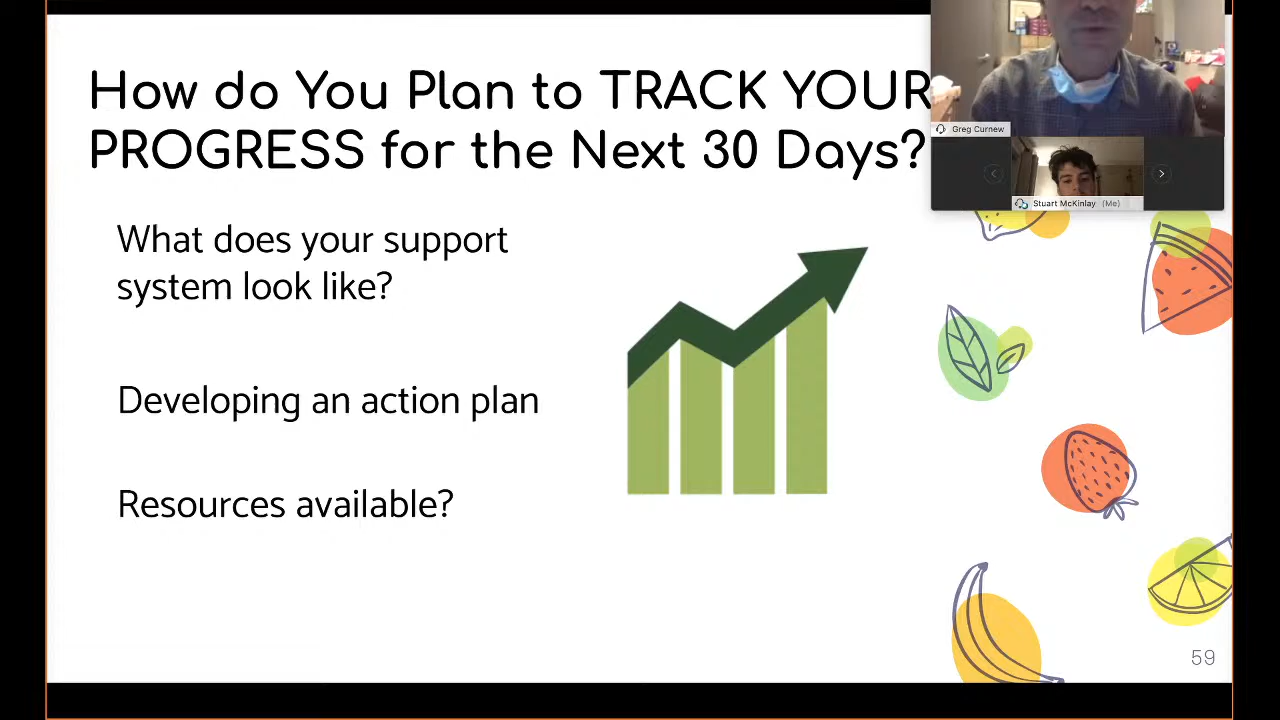 How do You Plan to TRACK YOUR
PROGRESS for the Next 30 Days?
Greg Curnew
Stuart McKinlay (Me)
What does your support
system look like?
Developing an action plan
Resources available?
59